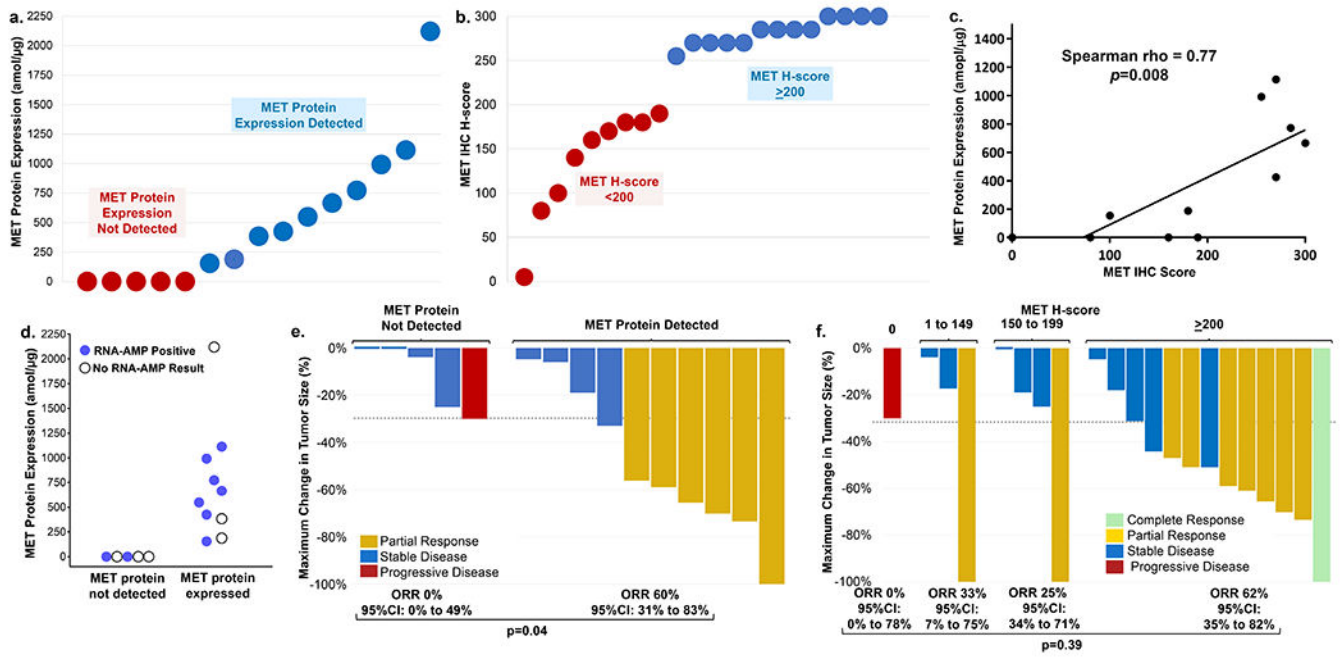 a.
MET Protein Expression (amol/µg)
2250
2000
1750
1500
1250
1000
750
500
250
0
MET Protein
Expression Detected
MET Protein
Expression
Not Detected
b.
MET IHC H-score
300
250
200
150
100
50
0
MET H-score
≥200
MET H-score
<200
c.
MET Protein Expression (amopl/µg)
1400
1200
1000
800
600
400
200
0
Spearman rho = 0.77
p=0.008
0
100
200
300
MET IHC Score
d.
MET Protein Expression (amol/µg)
2250
2000
1750
1500
1250
1000
750
500
250
0
RNA-AMP Positive
No RNA-AMP Result
MET protein
not detected
MET protein
expressed
e.
MET Protein
Not Detected
MET Protein Detected
Maximum Change in Tumor Size (%)
0%
-20%
-40%
-60%
-80%
-100%
Partial Response
Stable Disease
Progressive Disease
ORR 0%
95%CI: 0% to 49%
ORR 60%
95%CI: 31% to 83%
p=0.04
f.
MET H-score
0
1 to 149
150 to 199
≥200
Maximum Change in Tumor Size (%)
0%
-20%
-40%
-60%
-80%
-100%
Complete Response
Partial Response
Stable Disease
Progressive Disease
ORR 0%
95%CI:
0% to 78%
ORR 33%
95%CI:
7% to 75%
ORR 25%
95%CI:
34% to 71%
ORR 62%
95%CI:
35% to 82%
p=0.39